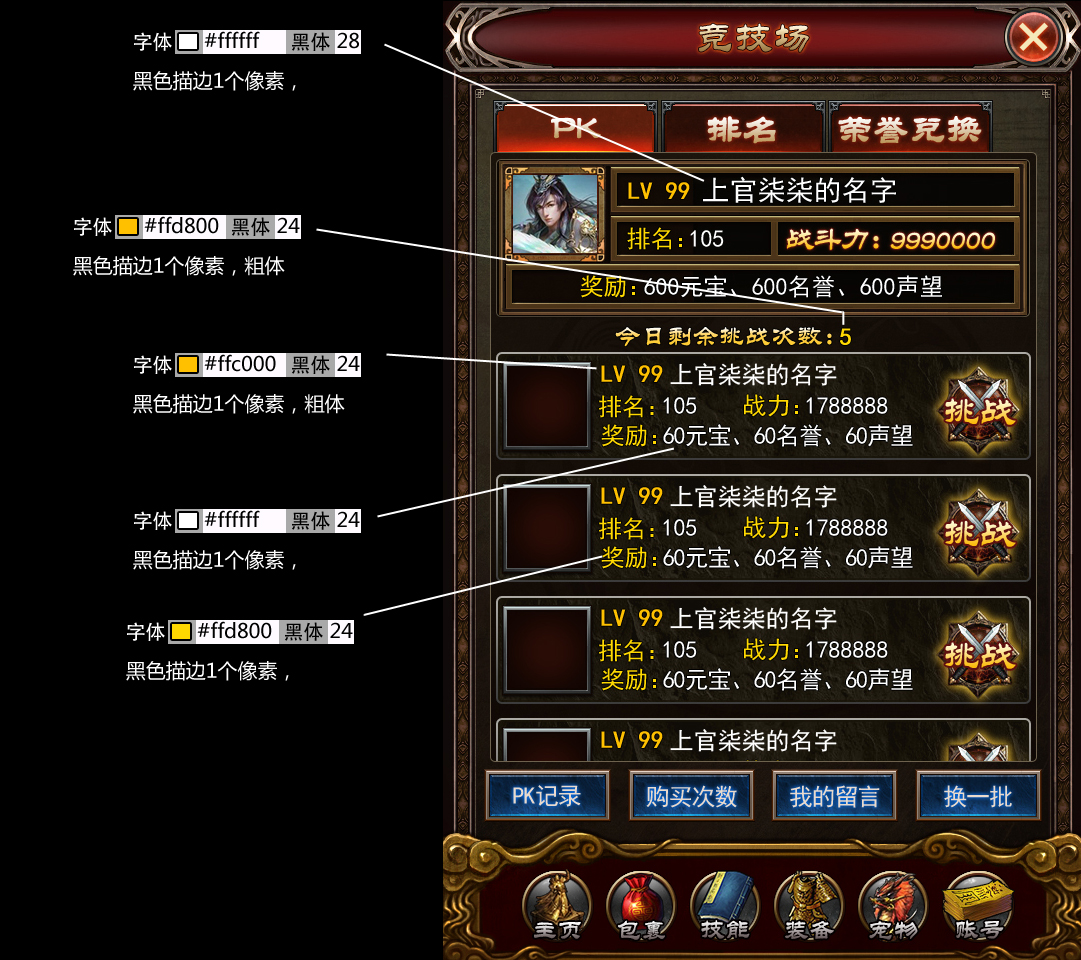 字体 #ffffff 黑体 28
黑色描边1个像素，
字体 #ffd800 黑体 24
黑色描边1个像素，粗体
字体 #ffc000 黑体 24
黑色描边1个像素，粗体
字体 #ffffff 黑体 24
黑色描边1个像素，
字体 #ffd800 黑体 24
黑色描边1个像素，
竞技场
PK 排名 荣誉兑换
LV 99 上官柒柒的名字
排名:105 战斗力：9990000
奖励:600元宝、600名誉、600声望
今日剩余挑战次数:5
LV 99 上官柒柒的名字
排名:105 战力:1788888
奖励:60元宝、60名誉、60声望
挑战
LV 99 上官柒柒的名字
排名:105 战力:1788888
奖励:60元宝、60名誉、60声望
挑战
LV 99 上官柒柒的名字
排名:105 战力:1788888
奖励:60元宝、60名誉、60声望
挑战
LV 99 上官柒柒的名字
PK记录 购买次数 我的留言 换一批
主页 包裹 技能 装备 宠物 账号